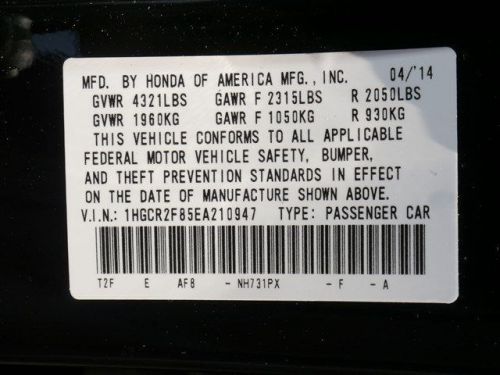 MFD. BY HONDA OF AMERICA MFG., INC. 04/'14
GVWR 4321LBS GAWR F 2315LBS R 2050LBS
GVWR 1960KG GAWR F 1050KG R 930KG
THIS VEHICLE CONFORMS TO ALL APPLICABLE
FEDERAL MOTOR VEHICLE SAFETY, BUMPER,
AND THEFT PREVENTION STANDARDS IN EFFECT
ON THE DATE OF MANUFACTURE SHOWN ABOVE.
V.I.N.: 1HGCR2F85EA210947 TYPE: PASSENGER CAR
T2F E AF8 - NH731PX - F - A